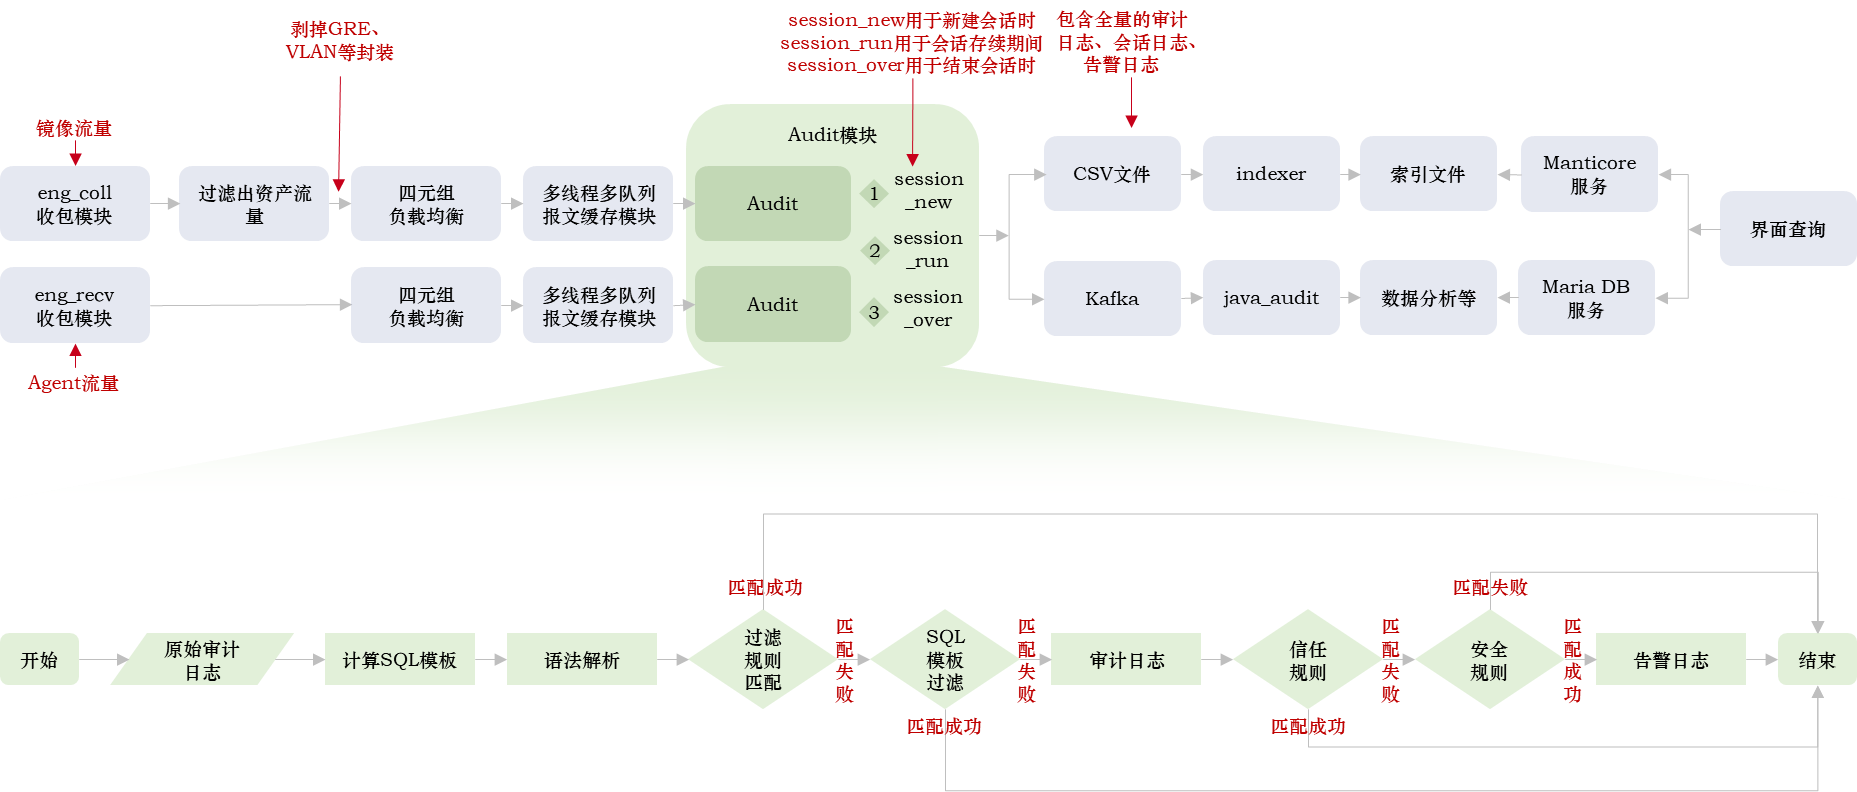 剥掉GRE、
VLAN等封装
session_new用于新建会话时
session_run用于会话存续期间
session_over用于结束会话时
包含全量的审计
日志、会话日志、
告警日志
镜像流量
eng_coll
收包模块
过滤出资产流
量
四元组
负载均衡
多线程多队列
报文缓存模块
Audit模块
Audit
1
session
_new
2
session
_run
3
session
_over
CSV文件
indexer
索引文件
Manticore
服务
界面查询
eng_recv
收包模块
四元组
负载均衡
多线程多队列
报文缓存模块
Audit
Kafka
java_audit
数据分析等
Maria DB
服务
Agent流量
开始
原始审计
日志
计算SQL模板
语法解析
匹配成功
过滤
规则
匹配
匹
配
失
败
SQL
模板
过滤
匹配成功
匹
配
失
败
审计日志
信任
规则
匹配成功
匹
配
失
败
匹配失败
安全
规则
匹
配
成
功
告警日志
结束